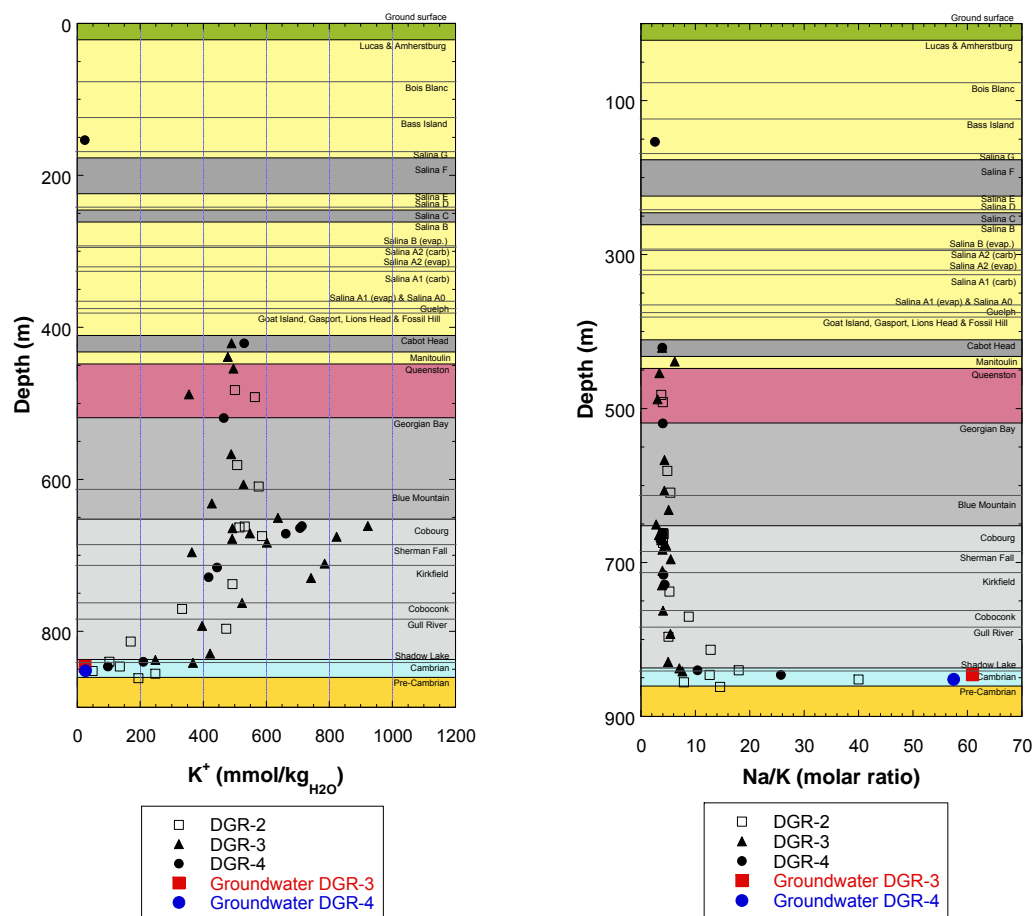 Ground surface
0
Lucas & Amherstburg
Bois Blanc
Bass Island
Salina G
200
Salina F
Salina E
Salina D
Salina C
Salina B
Salina B (evap.)
Salina A2 (carb)
Salina A2 (evap)
Salina A1 (carb)
Salina A1 (evap) & Salina A0
Guelph
Goat Island, Gasport, Lions Head & Fossil Hill
400
Cabot Head
Manitoulin
Queenston
Georgian Bay
600
Blue Mountain
Cobourg
Sherman Fall
Kirkfield
Coboconk
Gull River
800
Shadow Lake
Cambrian
Pre-Cambrian
Depth (m)
0 200 400 600 800 1000 1200
K+ (mmol/kgH2O)
DGR-2
DGR-3
DGR-4
Groundwater DGR-3
Groundwater DGR-4
Ground surface
Lucas & Amherstburg
Bois Blanc
100
Bass Island
Salina G
Salina F
Salina E
Salina D
Salina C
Salina B
Salina B (evap.)
300
Salina A2 (carb)
Salina A2 (evap)
Salina A1 (carb)
Salina A1 (evap) & Salina A0
Guelph
Goat Island, Gasport, Lions Head & Fossil Hill
Cabot Head
Manitoulin
Queenston
500
Georgian Bay
Blue Mountain
Cobourg
Sherman Fall
700
Kirkfield
Coboconk
Gull River
Shadow Lake
Cambrian
Pre-Cambrian
900
Depth (m)
0 10 20 30 40 50 60 70
Na/K (molar ratio)
DGR-2
DGR-3
DGR-4
Groundwater DGR-3
Groundwater DGR-4